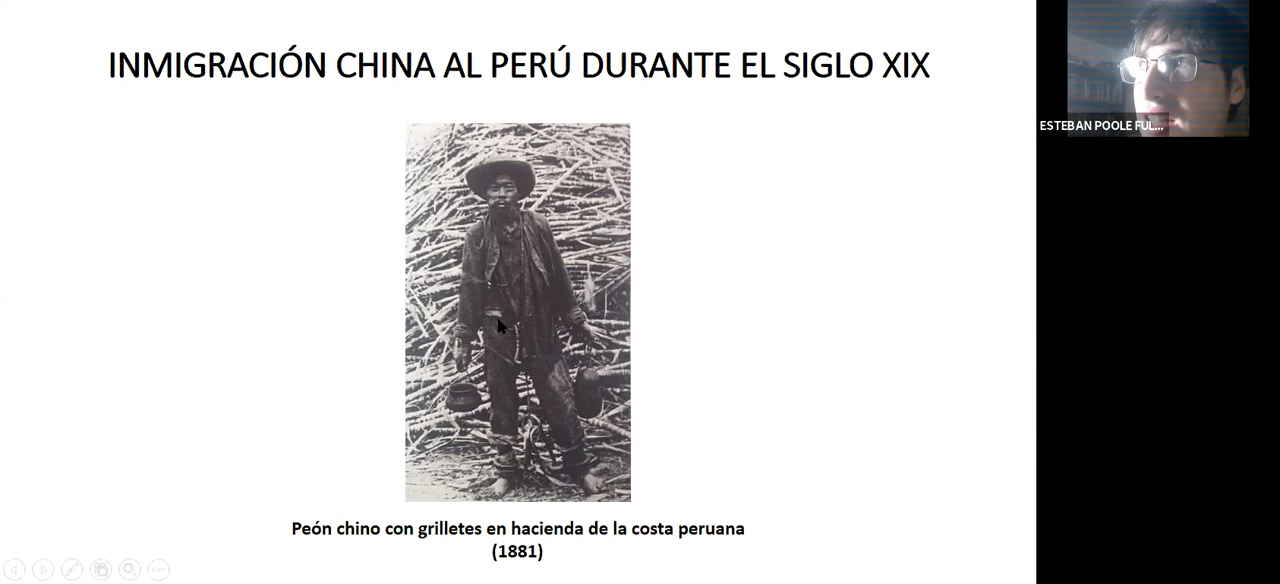 INMIGRACIÓN CHINA AL PERÚ DURANTE EL SIGLO XIX
ESTEBAN POOLE FUL...
Peón chino con grilletes en hacienda de la costa peruana
(1881)